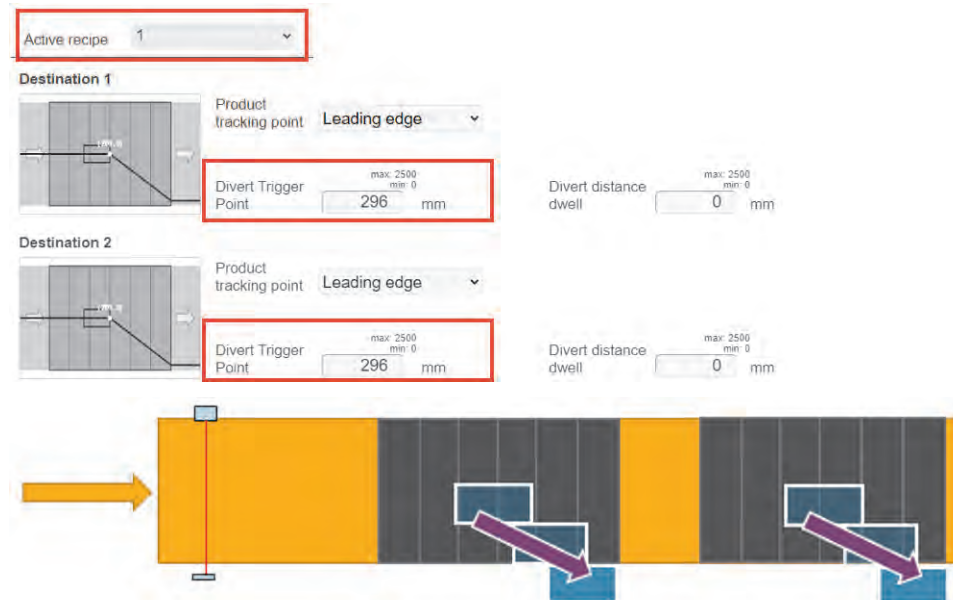 Active recipe 1
Destination 1
Product
tracking point Leading edge
max: 2500
min: 0
Divert Trigger
Point 296 mm
max: 2500
min: 0
Divert distance
dwell 0 mm
Destination 2
Product
tracking point Leading edge
max: 2500
min: 0
Divert Trigger
Point 296 mm
max: 2500
min: 0
Divert distance
dwell 0 mm